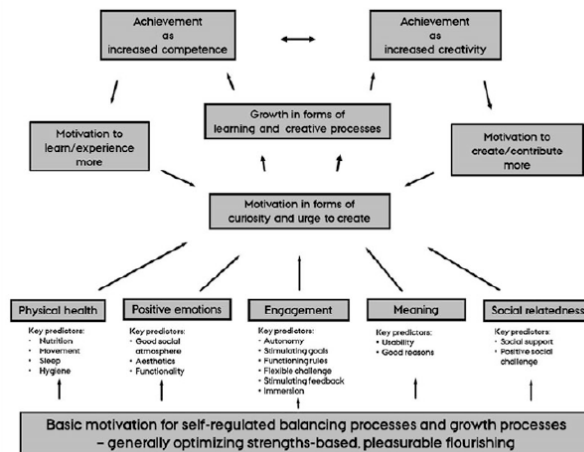 Achievement
as
increased competence
Achievement
as
increased creativity
Growth in forms of
learning and creative processes
Motivation to
learn/experience
more
Motivation to
create/contribute
more
Motivation in forms of
curiosity and urge to create
Physical health
Key predictors:
• Nutrition
• Movement
• Sleep
• Hygiene
Positive emotions
Key predictors:
• Good social
atmosphere
• Aesthetics
• Functionality
Engagement
Key predictors:
• Autonomy
• Stimulating goals
• Functioning rules
• Flexible challenge
• Stimulating feedback
• Immersion
Meaning
Key predictors:
• Usability
• Good reasons
Social relatedness
Key predictors:
• Social support
• Positive social
challenge
Basic motivation for self-regulated balancing processes and growth processes
– generally optimizing strengths-based, pleasurable flourishing